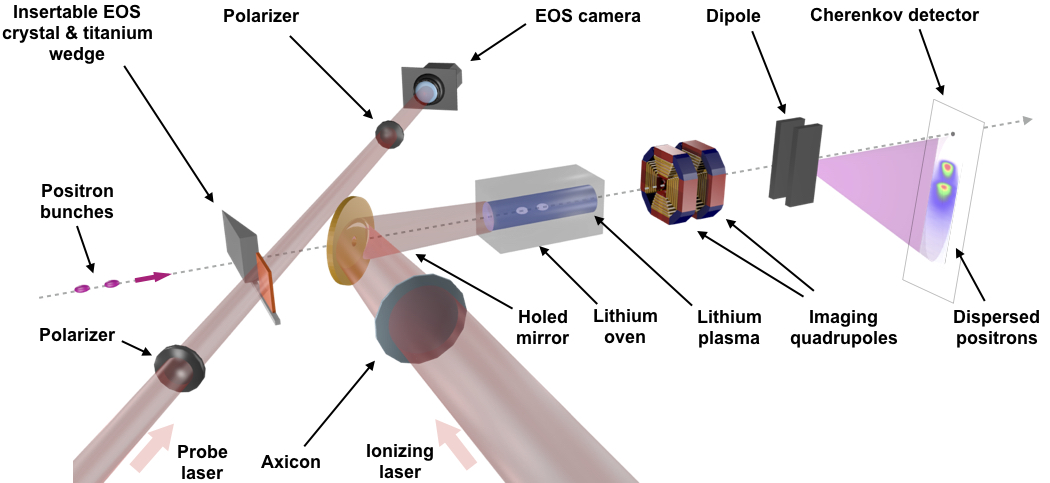 Insertable EOS
crystal & titanium
wedge
Polarizer
EOS camera
Dipole
Cherenkov detector
Positron
bunches
Polarizer
Holed
mirror
Lithium
oven
Lithium
plasma
Imaging
quadrupoles
Dispersed
positrons
Probe
laser
Axicon
Ionizing
laser